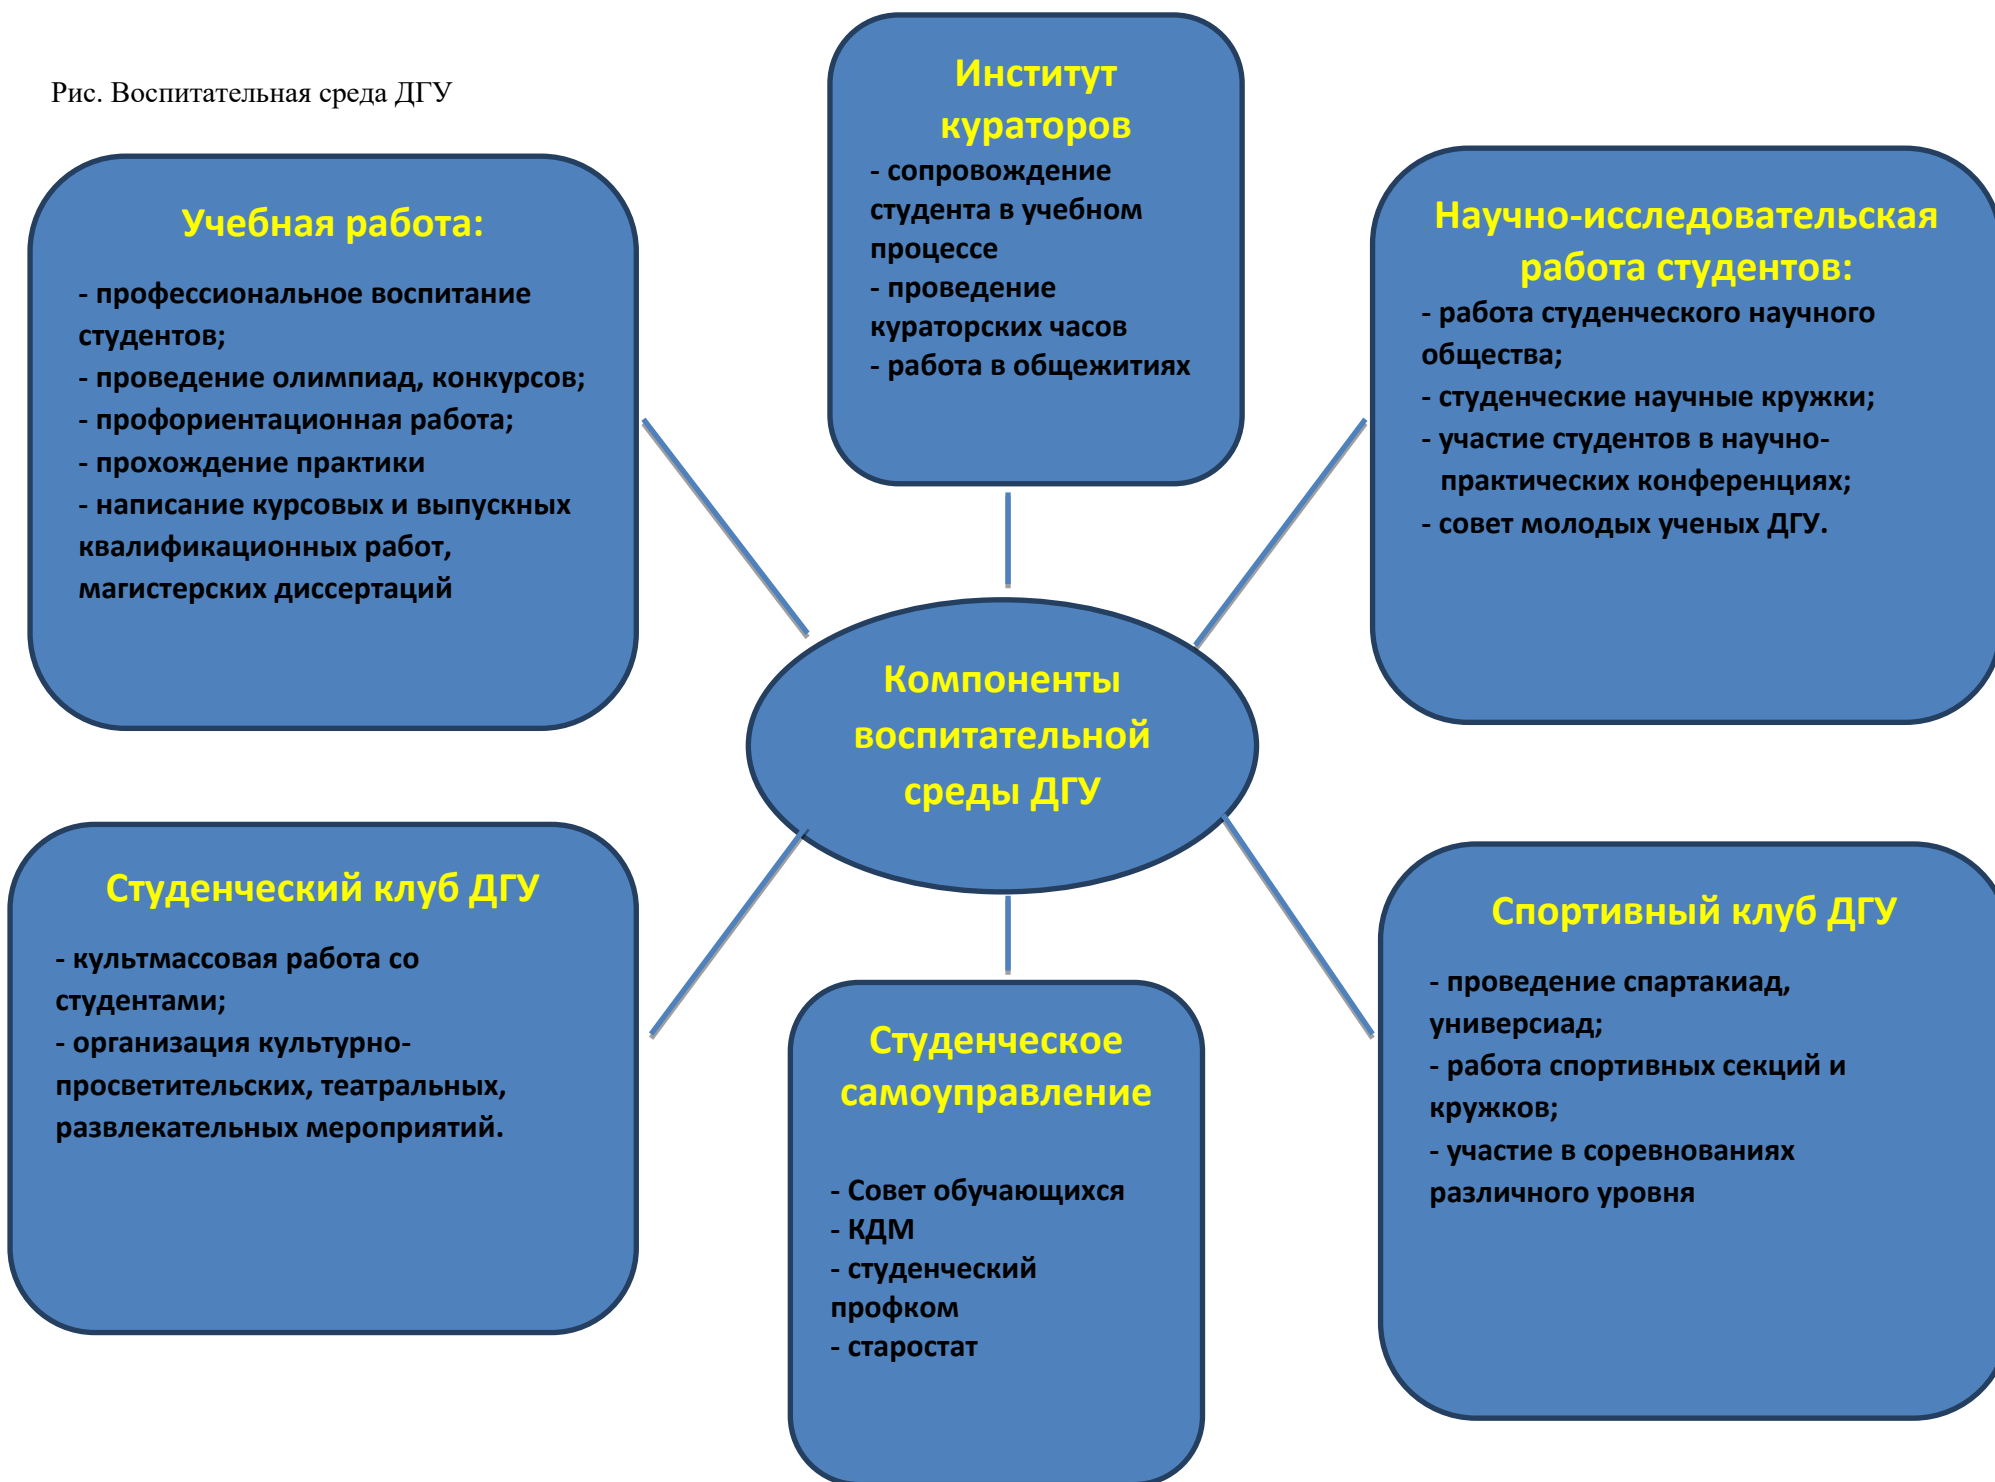 Рис. Воспитательная среда ДГУ
Учебная работа:
- профессиональное воспитание
студентов;
- проведение олимпиад, конкурсов;
- профориентационная работа;
- прохождение практики
- написание курсовых и выпускных
квалификационных работ,
магистерских диссертаций
Институт
кураторов
- сопровождение
студента в учебном
процессе
- проведение
кураторских часов
- работа в общежитиях
Научно-исследовательская
работа студентов:
- работа студенческого научного
общества;
- студенческие научные кружки;
- участие студентов в научно-
практических конференциях;
- совет молодых ученых ДГУ.
Компоненты
воспитательной
среды ДГУ
Студенческий клуб ДГУ
- культмассовая работа со
студентами;
- организация культурно-
просветительских, театральных,
развлекательных мероприятий.
Студенческое
самоуправление
- Совет обучающихся
- КДМ
- студенческий
профком
- старостат
Спортивный клуб ДГУ
- проведение спартакиад,
универсиад;
- работа спортивных секций и
кружков;
- участие в соревнованиях
различного уровня